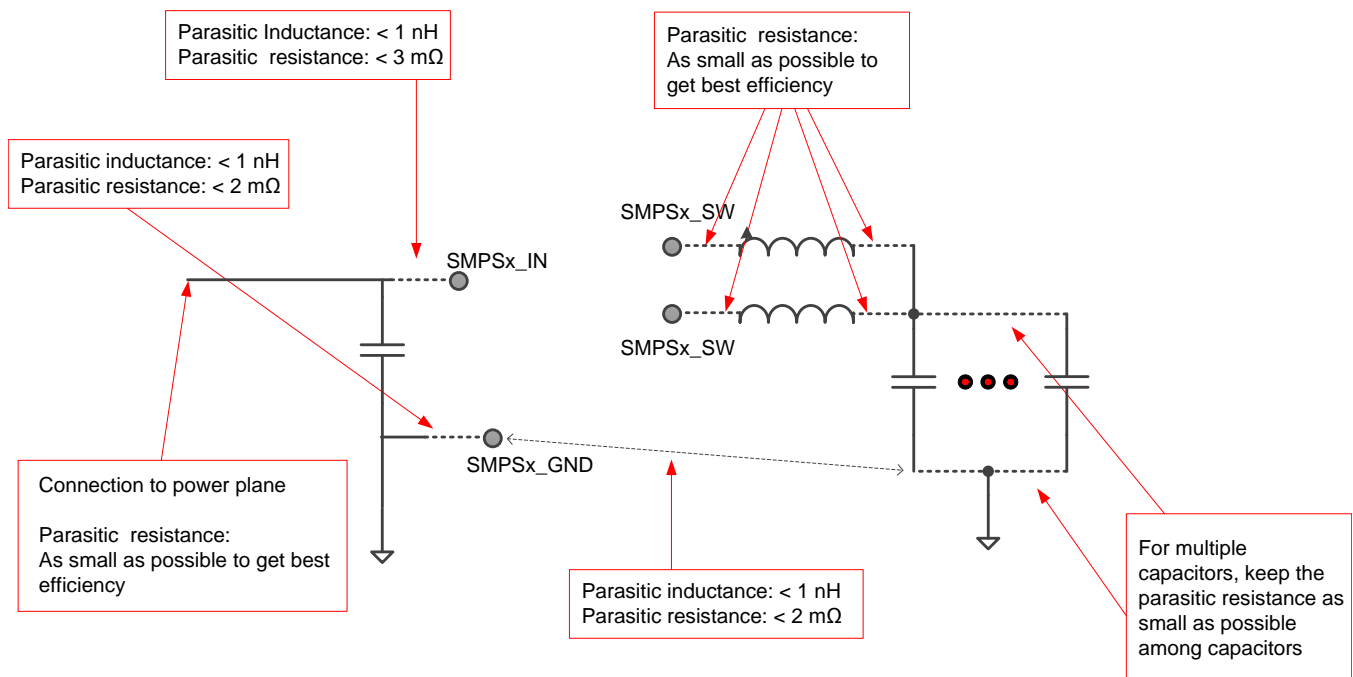 Parasitic Inductance: < 1 nH
Parasitic  resistance: < 3 mΩ
Parasitic  resistance:
As small as possible to
get best efficiency
Parasitic inductance: < 1 nH
Parasitic resistance: < 2 mΩ
SMPSx_SW
SMPSx_IN
SMPSx_SW
SMPSx_GND
Connection to power plane
Parasitic  resistance:
As small as possible to get best
efficiency
Parasitic inductance: < 1 nH
Parasitic resistance: < 2 mΩ
For multiple
capacitors, keep the
parasitic resistance as
small as possible
among capacitors